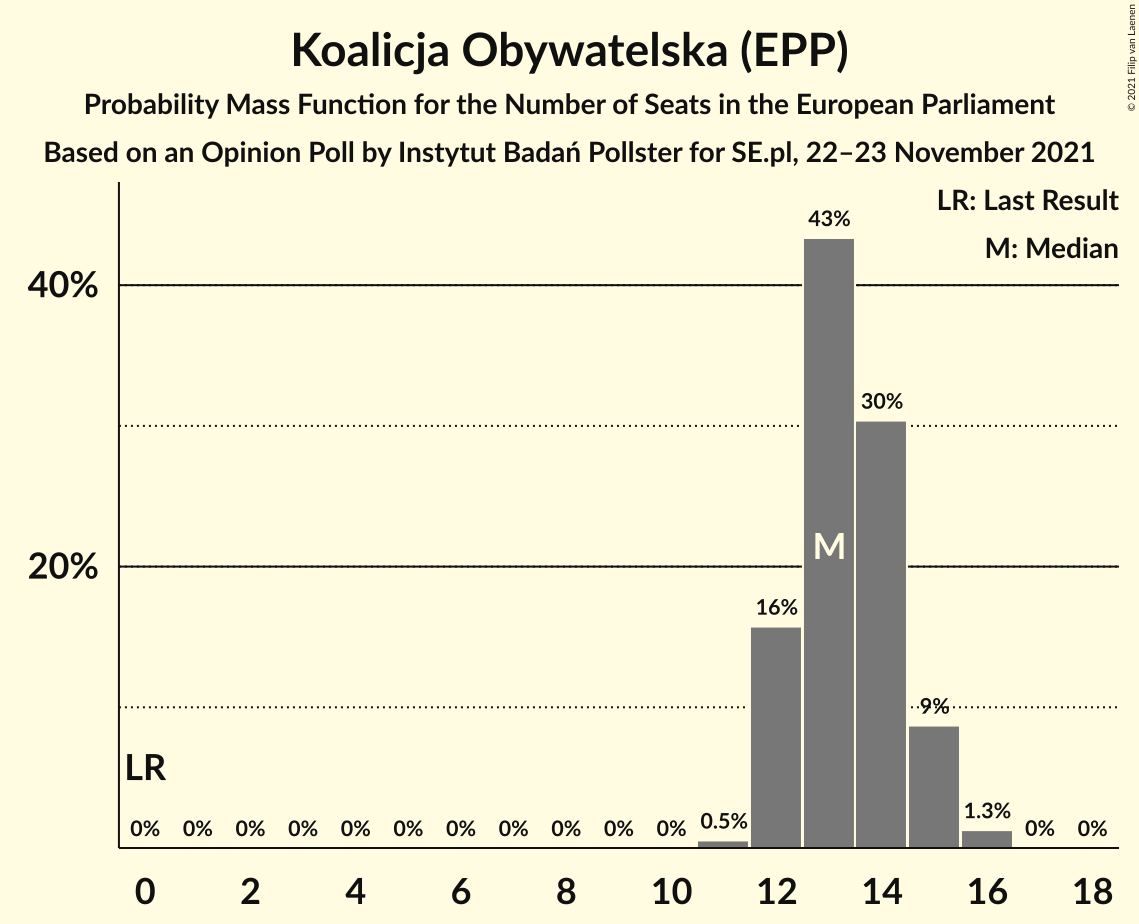 Koalicja Obywatelska (EPP)
Probability Mass Function for the Number of Seats in the European Parliament
Based on an Opinion Poll by Instytut Badań Pollster for SE.pl, 22–23 November 2021
© 2021 Filip van Laenen
LR: Last Result
M: Median
43%
40%
30%
M
20%
16%
9%
LR
0% 0% 0% 0% 0% 0% 0% 0% 0% 0% 0% 0.5% 1.3% 0% 0%
0 2 4 6 8 10 12 14 16 18